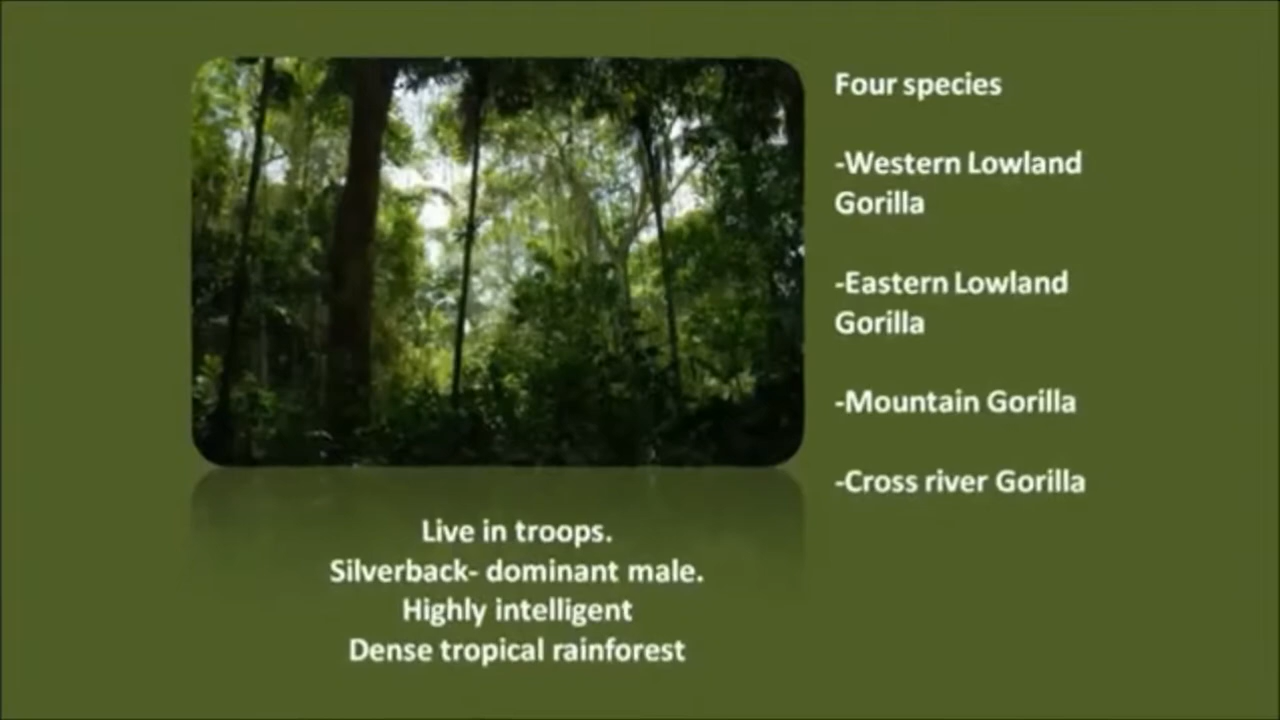 Four species
-Western Lowland
Gorilla
-Eastern Lowland
Gorilla
-Mountain Gorilla
-Cross river Gorilla
Live in troops.
Silverback- dominant male.
Highly intelligent
Dense tropical rainforest